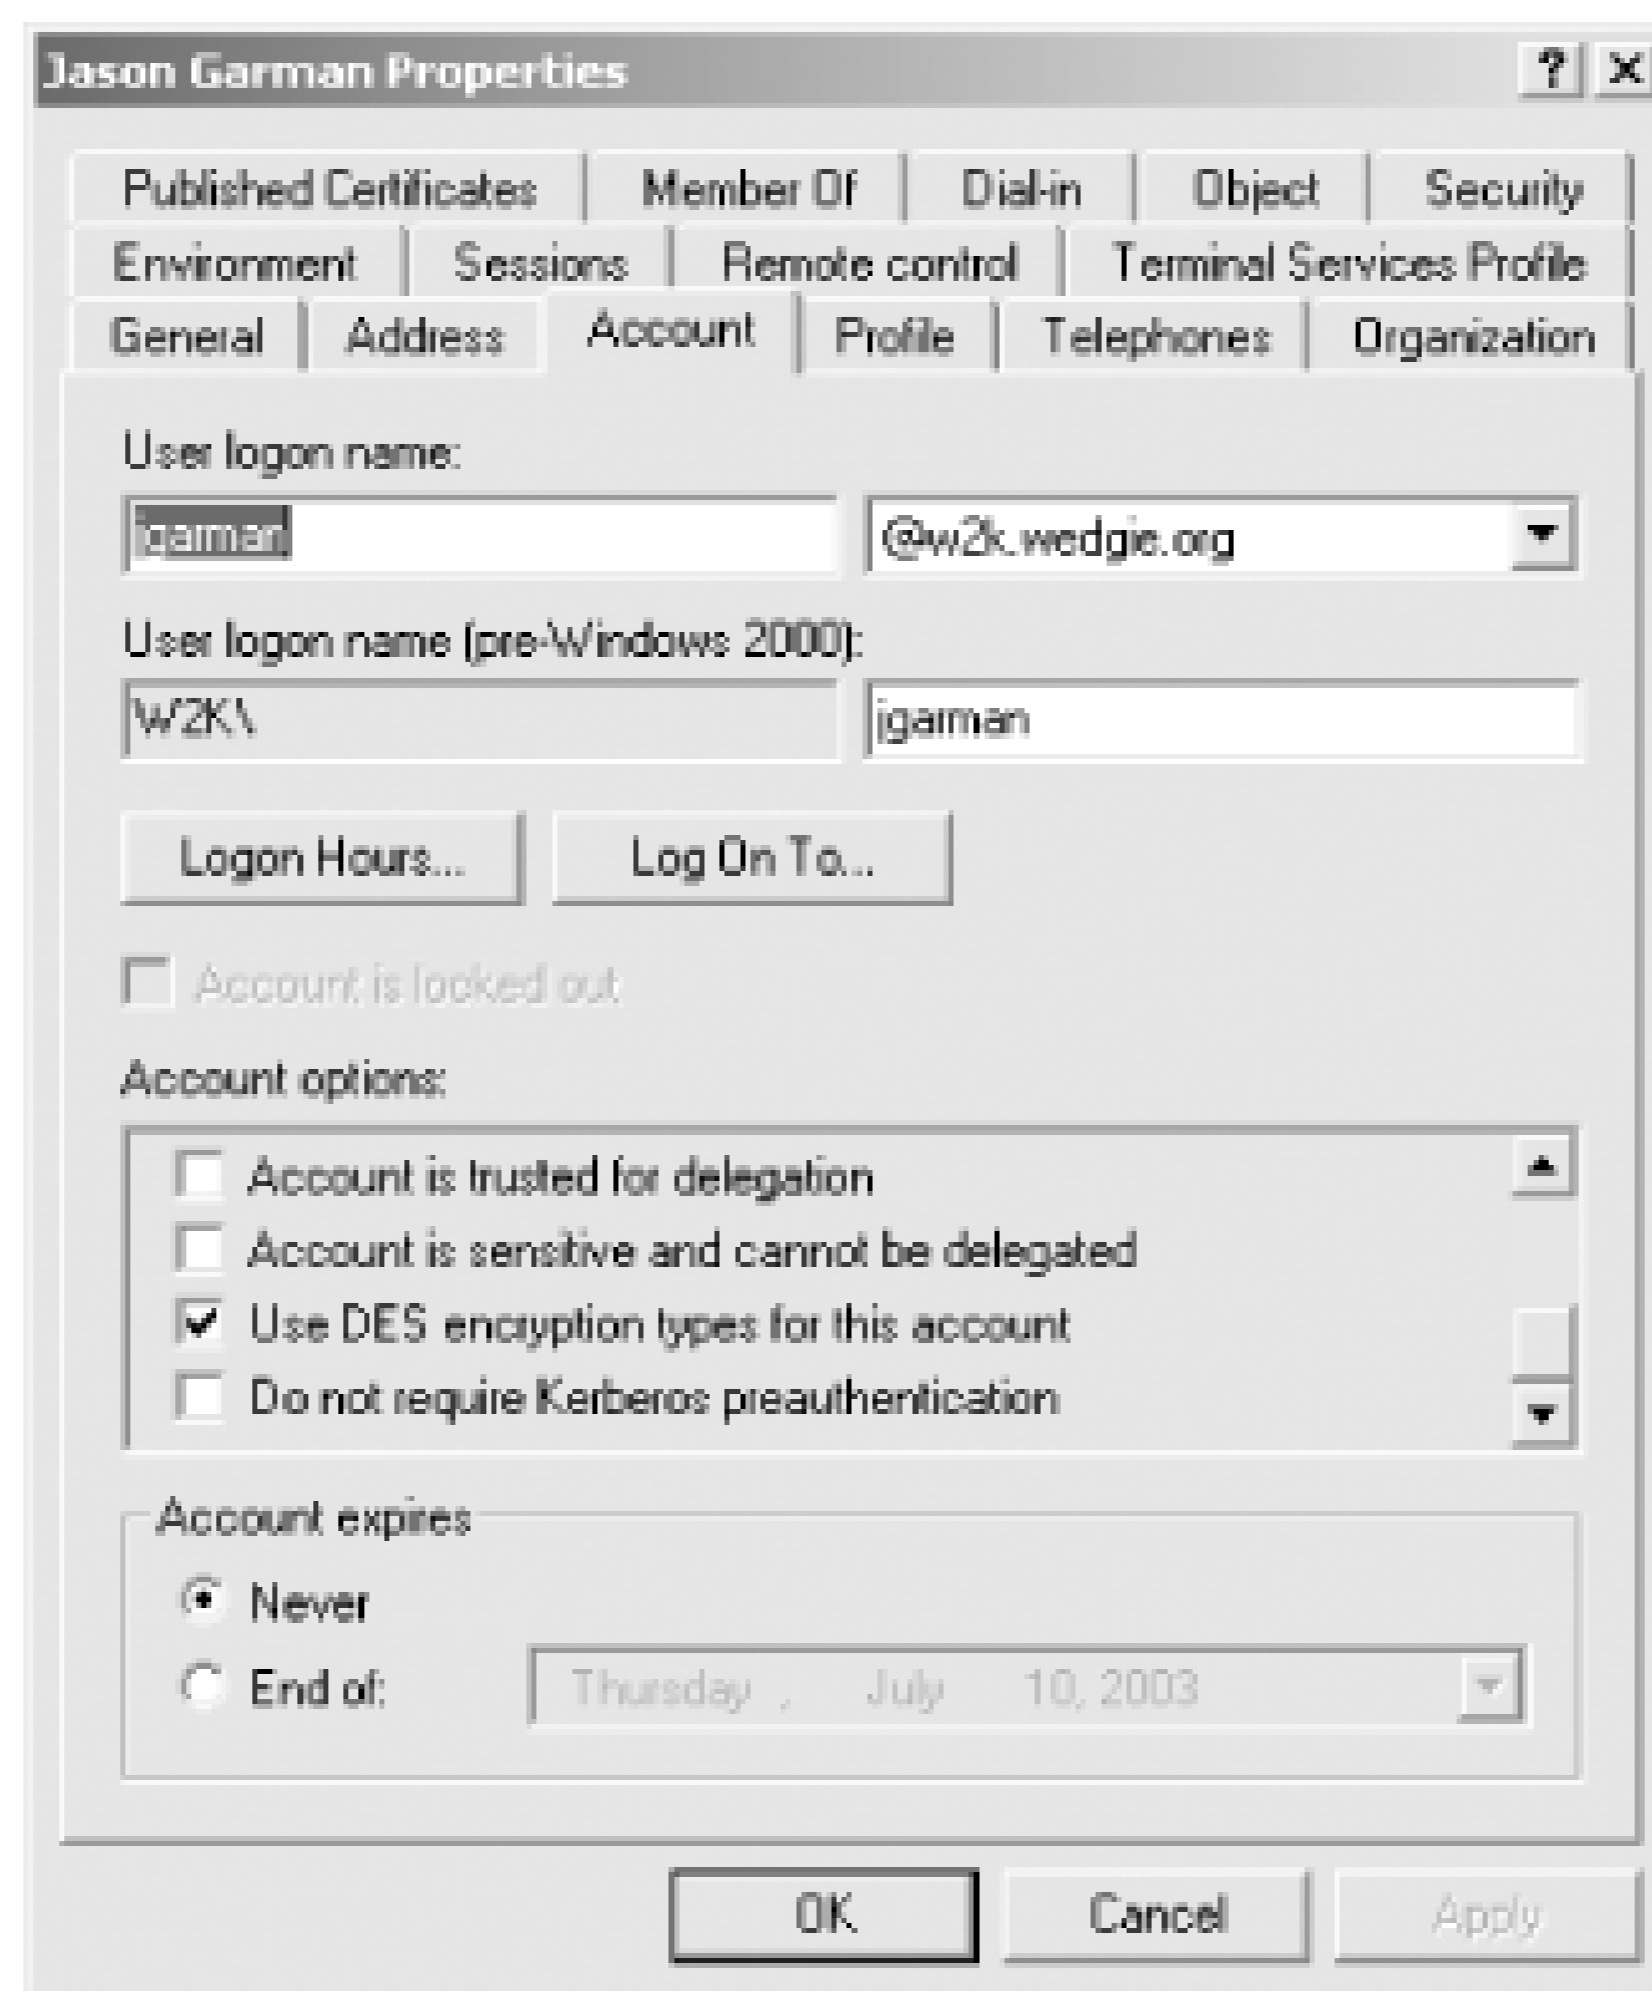 Jason Garman Properties
Published Certificates Member Of Dial-in Object Security
Environment Sessions Remote control Terminal Services Profile
General Address Account Profile Telephones Organization
User logon name:
jgarman @w2k.wedgie.org
User logon name (pre-Windows 2000):
W2K\ jgarman
Logon Hours... Log On To...
Account is locked out
Account options:
Account is trusted for delegation
Account is sensitive and cannot be delegated
Use DES encryption types for this account
Do not require Kerberos preauthentication
Account expires
Never
End of: Thursday , July 10, 2003
OK Cancel Apply